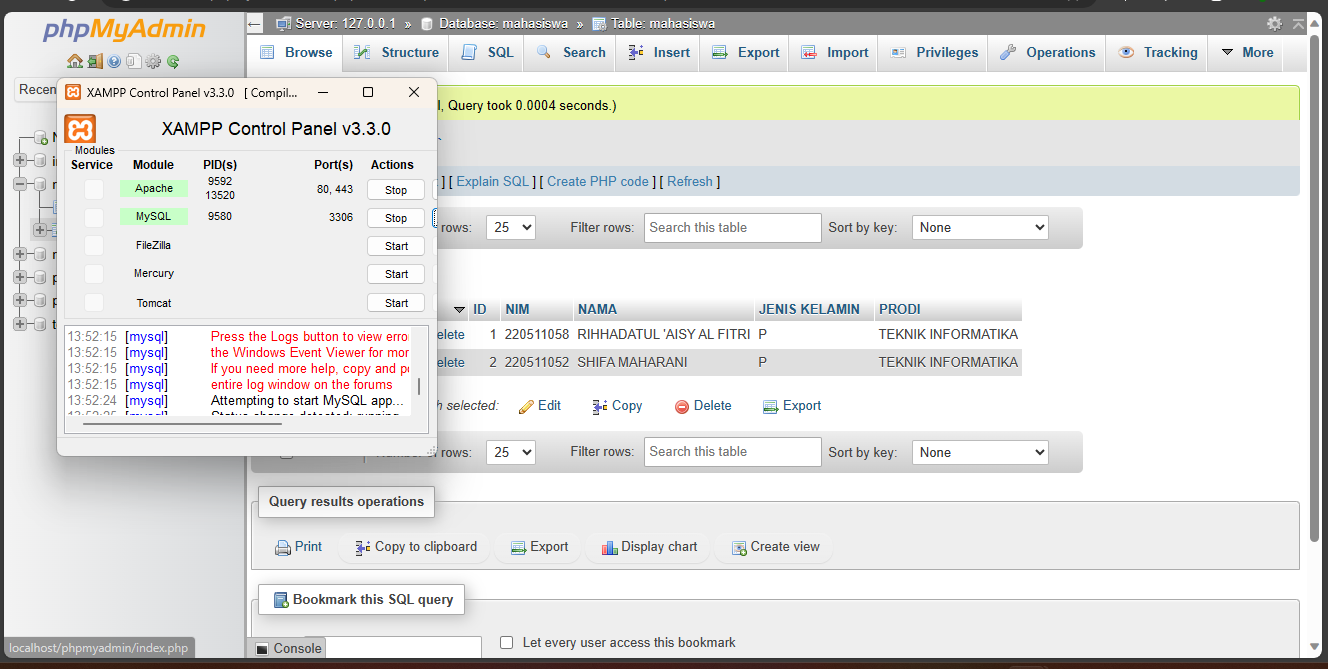 phpMyAdmin
Server: 127.0.0.1 » Database: mahasiswa » Table: mahasiswa
Browse Structure SQL Search Insert Export Import Privileges Operations Tracking More
Recen
XAMPP Control Panel v3.3.0 [ Compil...
XAMPP Control Panel v3.3.0
Modules
Service Module PID(s) Port(s) Actions
Apache 9592 13520 80, 443 Stop
MySQL 9580 3306 Stop
FileZilla Start
Mercury Start
Tomcat Start
13:52:15 [mysql] Press the Logs button to view erro
13:52:15 [mysql] the Windows Event Viewer for mor
13:52:15 [mysql] If you need more help, copy and po
13:52:15 [mysql] entire log window on the forums
13:52:24 [mysql] Attempting to start MySQL app...
Status change detected: running
l, Query took 0.0004 seconds.)
] [ Explain SQL ] [ Create PHP code ] [ Refresh ]
rows: 25 Filter rows: Search this table Sort by key: None
ID NIM NAMA JENIS KELAMIN PRODI
elete 1 220511058 RIHHADATUL 'AISY AL FITRI P TEKNIK INFORMATIKA
elete 2 220511052 SHIFA MAHARANI P TEKNIK INFORMATIKA
h selected: Edit Copy Delete Export
Number of rows: 25 Filter rows: Search this table Sort by key: None
Query results operations
Print Copy to clipboard Export Display chart Create view
Bookmark this SQL query
Let every user access this bookmark
Console
localhost/phpmyadmin/index.php